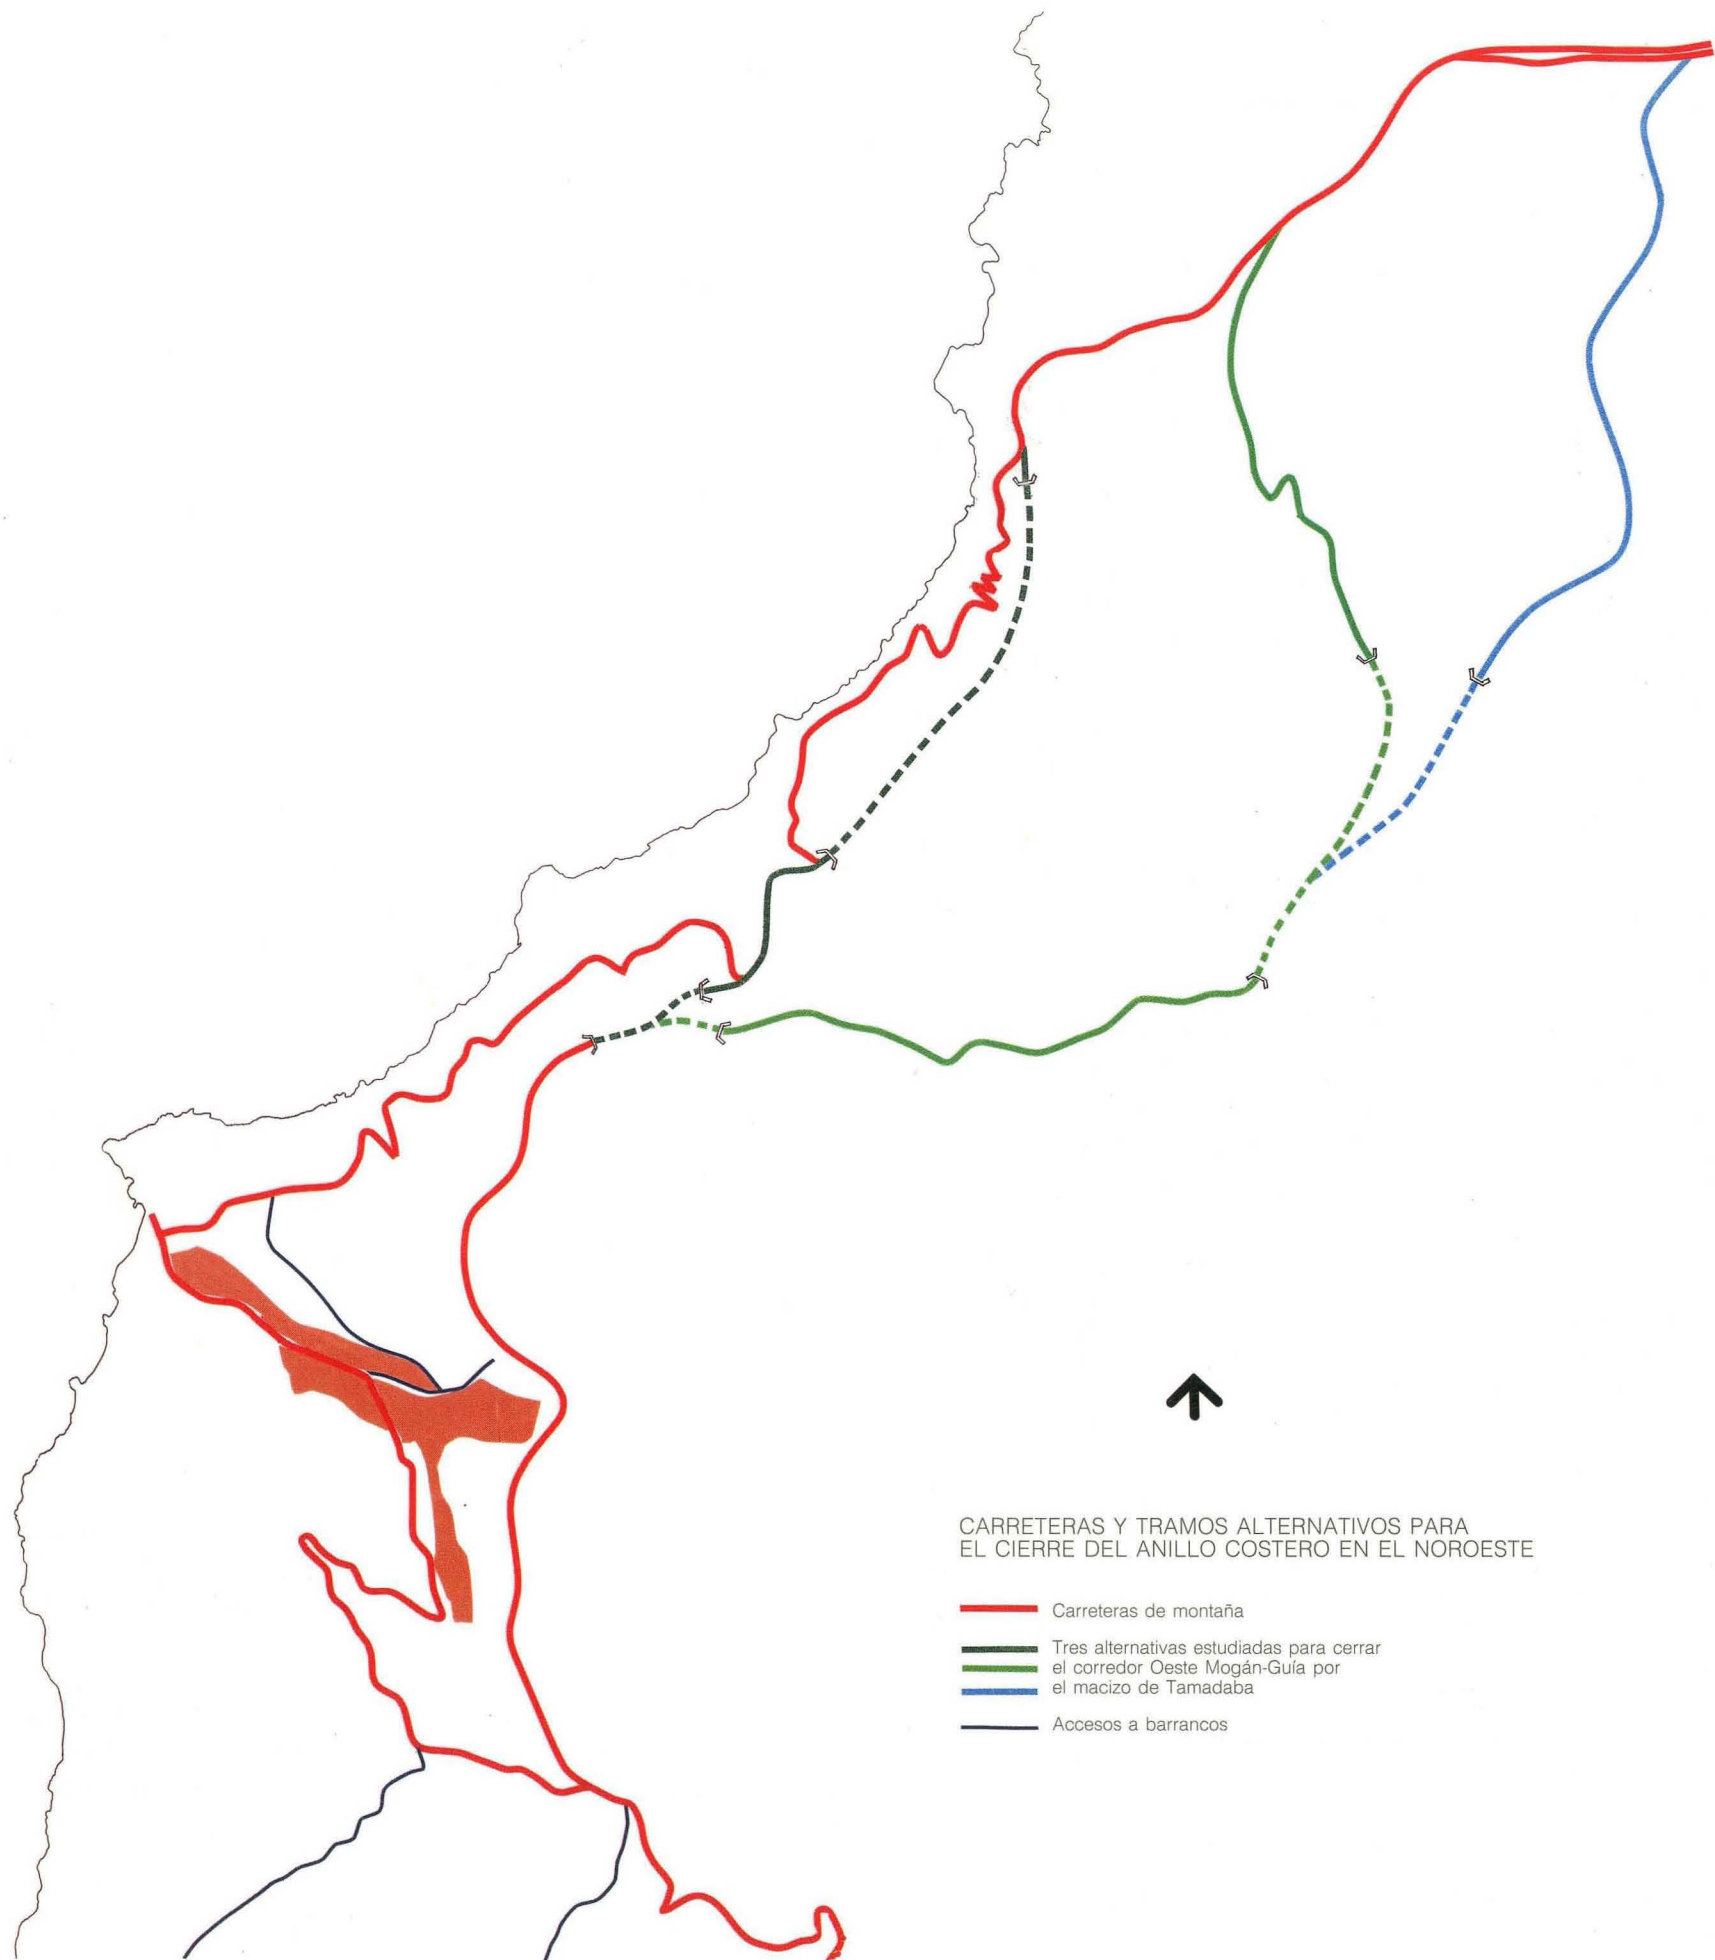 CARRETERAS Y TRAMOS ALTERNATIVOS PARA
EL CIERRE DEL ANILLO COSTERO EN EL NOROESTE
Carreteras de montaña
Tres alternativas estudiadas para cerrar
el corredor Oeste Mogán-Guía por
el macizo de Tamadaba
Accesos a barrancos